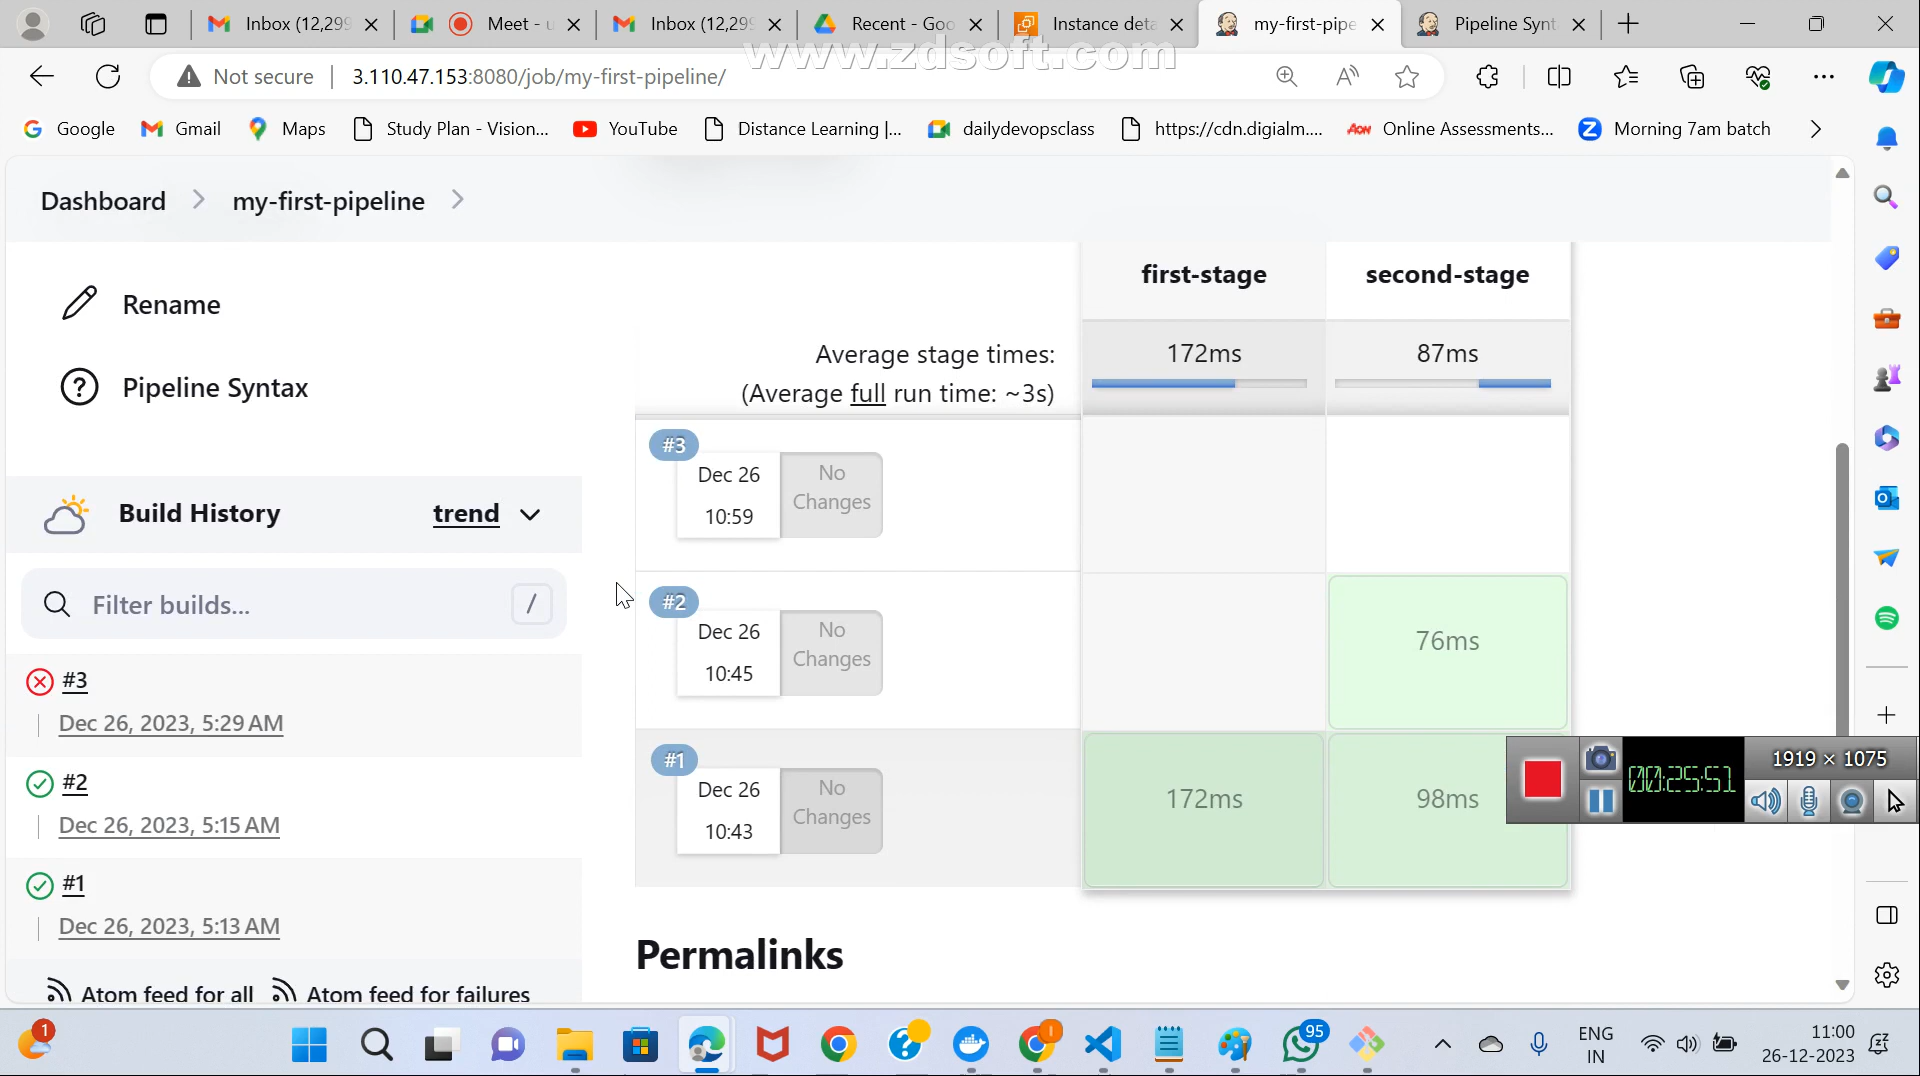 Inbox (12,299
Meet - u
Inbox (12,299
Recent - Goo
Instance deta
my-first-pipe
Pipeline Synt
www.zdsoft.com
Not secure
3.110.47.153:8080/job/my-first-pipeline/
Google
Gmail
Maps
Study Plan - Vision...
YouTube
Distance Learning |...
dailydevopsclass
https://cdn.digialm....
Aon
Online Assessments...
Z
Morning 7am batch
Dashboard
my-first-pipeline
Rename
Pipeline Syntax
Build History
trend
Filter builds...
/
#3
Dec 26, 2023, 5:29 AM
#2
Dec 26, 2023, 5:15 AM
#1
Dec 26, 2023, 5:13 AM
Atom feed for all
Atom feed for failures
first-stage
second-stage
Average stage times:
172ms
87ms
(Average full run time: ~3s)
#3
Dec 26
10:59
No
Changes
#2
Dec 26
10:45
No
Changes
76ms
#1
Dec 26
10:43
No
Changes
172ms
98ms
Permalinks
00:25:51
1919 × 1075
1
95
ENG
IN
11:00
26-12-2023